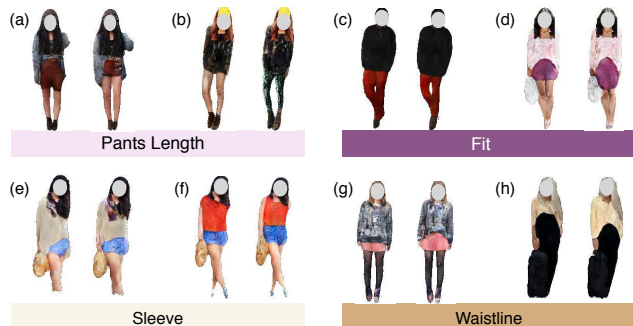 (a) (b) (c) (d)
Pants Length Fit
(e) (f) (g) (h)
Sleeve Waistline